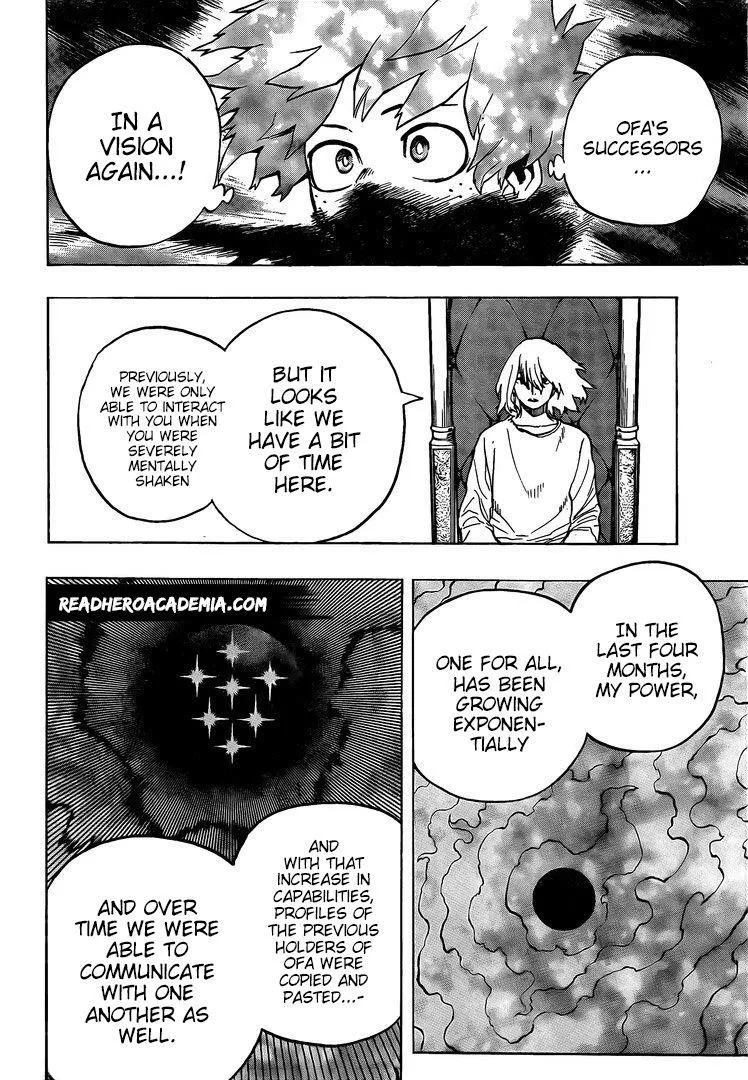 OFA'S
SUCCESSORS
...
IN A
VISION
AGAIN...!
BUT IT
LOOKS
LIKE WE
HAVE A BIT
OF TIME
HERE.
PREVIOUSLY,
WE WERE ONLY
ABLE TO INTERACT
WITH YOU WHEN
YOU WERE
SEVERELY
MENTALLY
SHAKEN
IN THE
LAST FOUR
MONTHS,
MY POWER,
ONE FOR ALL,
HAS BEEN
GROWING
EXPONEN-
TIALLY
READHEROACADEMIA.COM
AND
WITH THAT
INCREASE IN
CAPABILITIES,
PROFILES OF
THE PREVIOUS
HOLDERS OF
OFA WERE
COPIED AND
PASTED...-
AND OVER
TIME WE WERE
ABLE TO
COMMUNICATE
WITH ONE
ANOTHER AS
WELL.